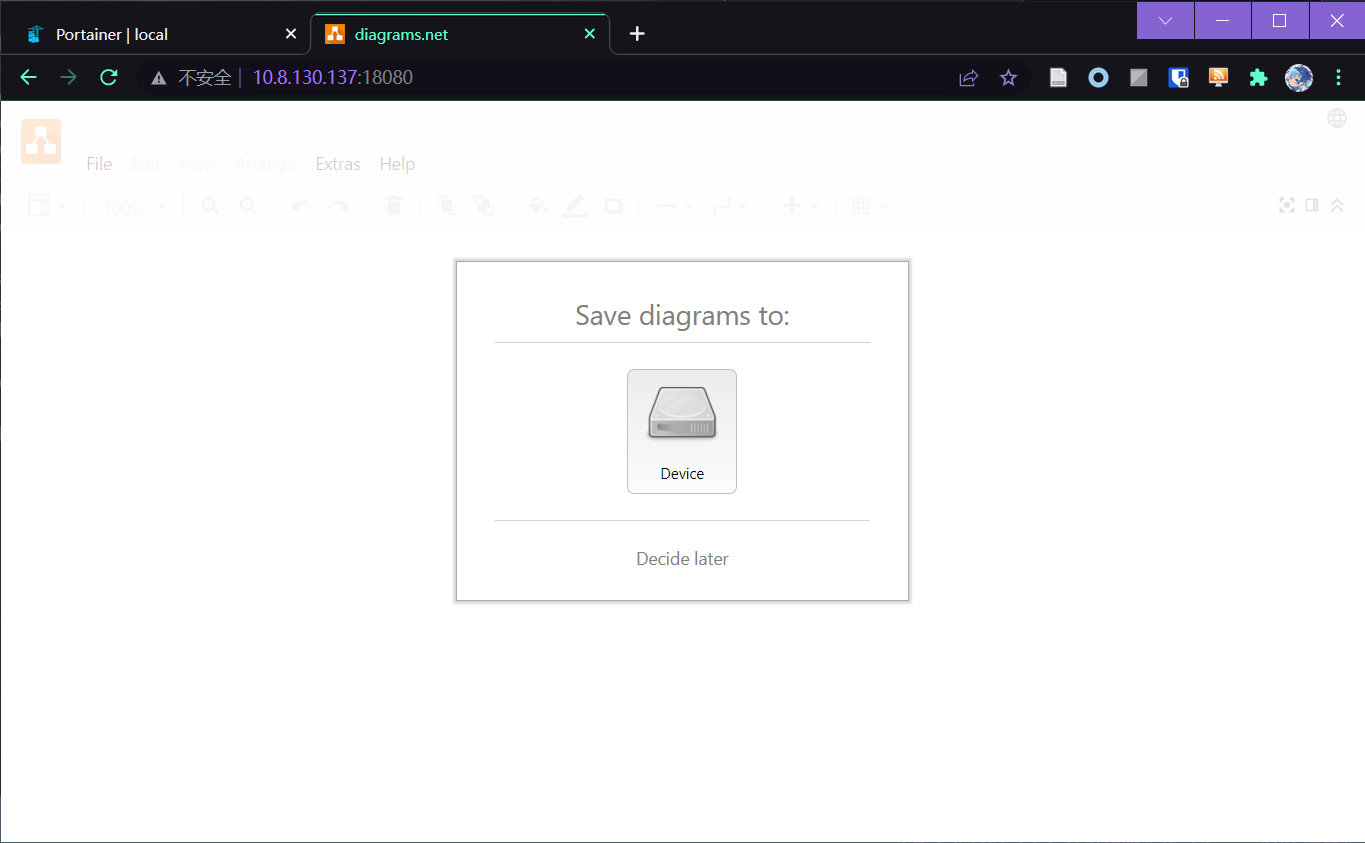 Portainer | local
diagrams.net
不安全 | 10.8.130.137:18080
File Edit View Arrange Extras Help
100%
Save diagrams to:
Device
Decide later